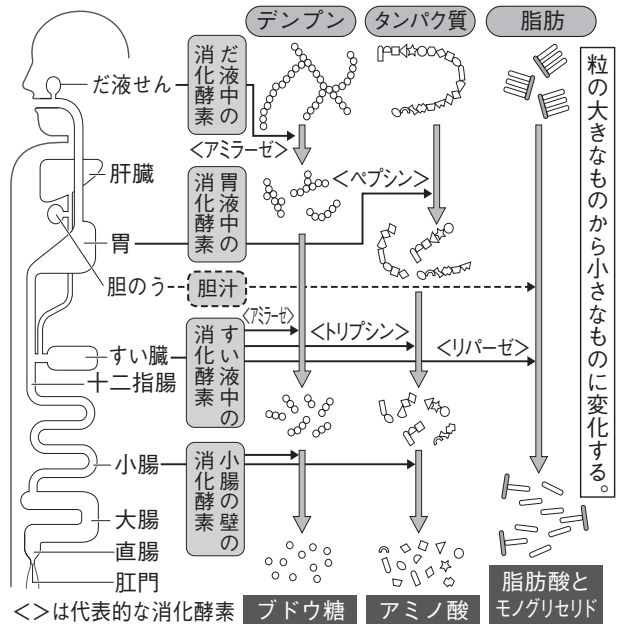 デンプン
タンパク質
脂肪
だ液せん
だ液中の
消化酵素
<アミラーゼ>
肝臓
胃液中の
消化酵素
<ペプシン>
胃
胆のう
胆汁
<アミラーゼ>
すい臓
すい液中の
消化酵素
<トリプシン>
<リパーゼ>
十二指腸
小腸
小腸の壁の
消化酵素
大腸
直腸
肛門
粒の大きなものから小さなものに変化する。
<>は代表的な消化酵素
ブドウ糖
アミノ酸
脂肪酸と
モノグリセリド